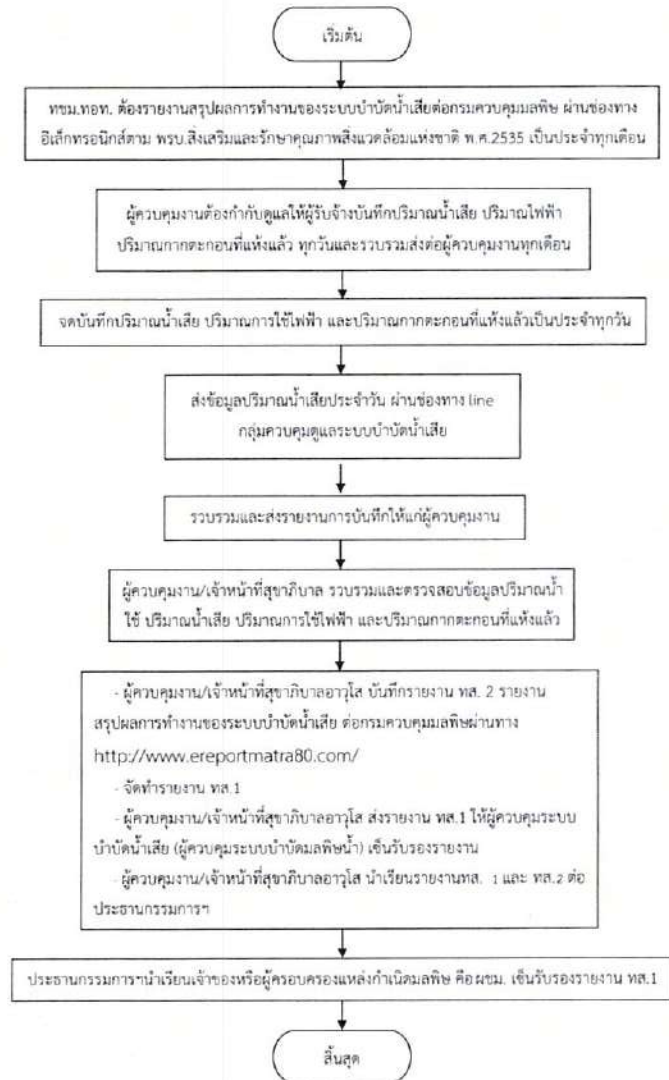 เริ่มต้น
ทชม.ทอท. ต้องรายงานสรุปผลการทำงานของระบบบำบัดน้ำเสียต่อกรมควบคุมมลพิษ ผ่านช่องทาง
อิเล็กทรอนิกส์ตาม พรบ.สิ่งเสริมและรักษาคุณภาพสิ่งแวดล้อมแห่งชาติ พ.ศ.2535 เป็นประจำทุกเดือน
ผู้ควบคุมงานต้องกำกับดูแลให้ผู้รับจ้างบันทึกปริมาณน้ำเสีย ปริมาณไฟฟ้า
ปริมาณกากตะกอนที่แห้งแล้ว ทุกวันและรวบรวมส่งต่อผู้ควบคุมงานทุกเดือน
จดบันทึกปริมาณน้ำเสีย ปริมาณการใช้ไฟฟ้า และปริมาณกากตะกอนที่แห้งแล้วเป็นประจำทุกวัน
ส่งข้อมูลปริมาณน้ำเสียประจำวัน ผ่านช่องทาง line
กลุ่มควบคุมดูแลระบบบำบัดน้ำเสีย
รวบรวมและส่งรายงานการบันทึกให้แก่ผู้ควบคุมงาน
ผู้ควบคุมงาน/เจ้าหน้าที่สุขาภิบาล รวบรวมและตรวจสอบข้อมูลปริมาณน้ำ
ใช้ ปริมาณน้ำเสีย ปริมาณการใช้ไฟฟ้า และปริมาณกากตะกอนที่แห้งแล้ว
- ผู้ควบคุมงาน/เจ้าหน้าที่สุขาภิบาลอาวุโส บันทึกรายงาน ทส. 2 รายงาน
สรุปผลการทำงานของระบบบำบัดน้ำเสีย ต่อกรมควบคุมมลพิษผ่านทาง
http://www.ereportmatra80.com/
- จัดทำรายงาน ทส.1
- ผู้ควบคุมงาน/เจ้าหน้าที่สุขาภิบาลอาวุโส ส่งรายงาน ทส.1 ให้ผู้ควบคุมระบบ
บำบัดน้ำเสีย (ผู้ควบคุมระบบบำบัดมลพิษน้ำ) เซ็นรับรองรายงาน
- ผู้ควบคุมงาน/เจ้าหน้าที่สุขาภิบาลอาวุโส นำเรียนรายงานทส. 1 และ ทส.2 ต่อ
ประธานกรรมการฯ
ประธานกรรมการฯนำเรียนเจ้าของหรือผู้ครอบครองแหล่งกำเนิดมลพิษ คือ ผชม. เซ็นรับรองรายงาน ทส.1
สิ้นสุด